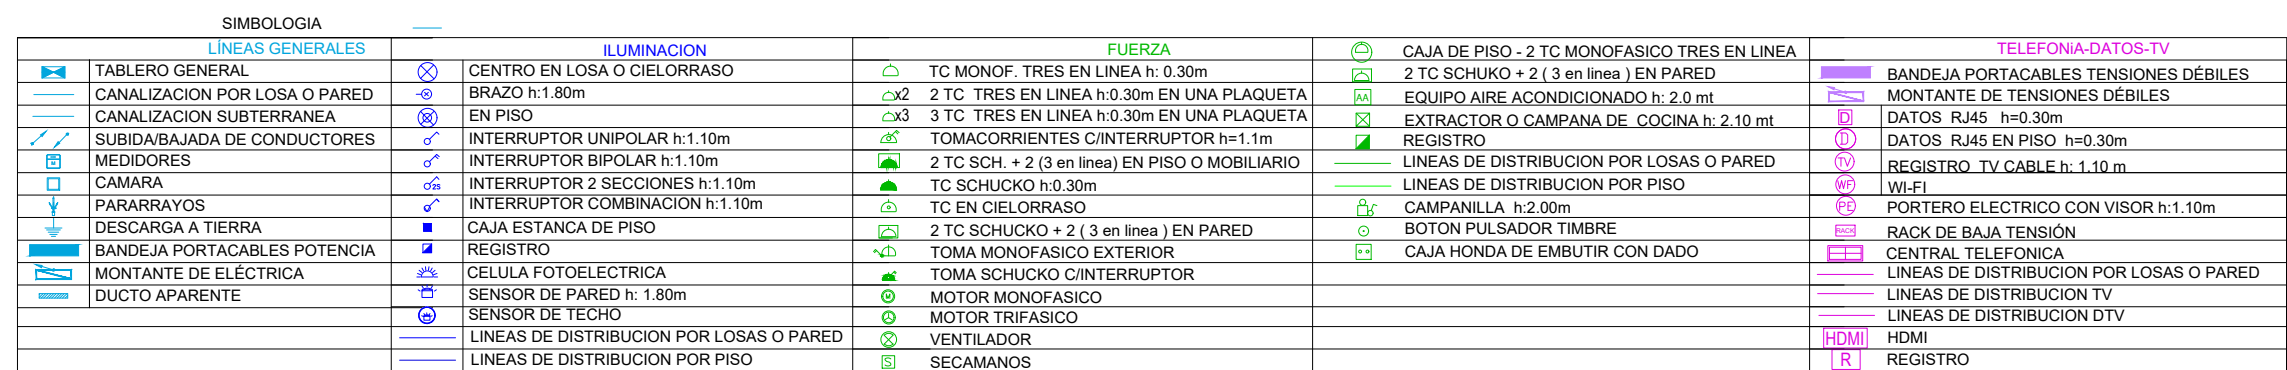 SIMBOLOGIA
LÍNEAS GENERALES
TABLERO GENERAL
CANALIZACION POR LOSA O PARED
CANALIZACION SUBTERRANEA
SUBIDA/BAJADA DE CONDUCTORES
M
MEDIDORES
CAMARA
PARARRAYOS
DESCARGA A TIERRA
BANDEJA PORTACABLES POTENCIA
MONTANTE DE ELÉCTRICA
DUCTO APARENTE
ILUMINACION
CENTRO EN LOSA O CIELORRASO
BRAZO h:1.80m
EN PISO
INTERRUPTOR UNIPOLAR h:1.10m
INTERRUPTOR BIPOLAR h:1.10m
2S INTERRUPTOR 2 SECCIONES h:1.10m
INTERRUPTOR COMBINACION h:1.10m
CAJA ESTANCA DE PISO
REGISTRO
CELULA FOTOELECTRICA
SENSOR DE PARED h: 1.80m
SENSOR DE TECHO
LINEAS DE DISTRIBUCION POR LOSAS O PARED
LINEAS DE DISTRIBUCION POR PISO
FUERZA
TC MONOF. TRES EN LINEA h: 0.30m
x2 2 TC TRES EN LINEA h:0.30m EN UNA PLAQUETA
x3 3 TC TRES EN LINEA h:0.30m EN UNA PLAQUETA
TOMACORRIENTES C/INTERRUPTOR h=1.1m
2 TC SCH. + 2 (3 en linea) EN PISO O MOBILIARIO
TC SCHUCKO h:0.30m
TC EN CIELORRASO
2 TC SCHUCKO + 2 ( 3 en linea ) EN PARED
TOMA MONOFASICO EXTERIOR
TOMA SCHUCKO C/INTERRUPTOR
M MOTOR MONOFASICO
MOTOR TRIFASICO
VENTILADOR
S SECAMANOS
CAJA DE PISO - 2 TC MONOFASICO TRES EN LINEA
2 TC SCHUKO + 2 ( 3 en linea ) EN PARED
AA EQUIPO AIRE ACONDICIONADO h: 2.0 mt
EXTRACTOR O CAMPANA DE COCINA h: 2.10 mt
REGISTRO
LINEAS DE DISTRIBUCION POR LOSAS O PARED
LINEAS DE DISTRIBUCION POR PISO
CAMPANILLA h:2.00m
BOTON PULSADOR TIMBRE
CAJA HONDA DE EMBUTIR CON DADO
TELEFONiA-DATOS-TV
BANDEJA PORTACABLES TENSIONES DÉBILES
MONTANTE DE TENSIONES DÉBILES
D DATOS RJ45 h=0.30m
D DATOS RJ45 EN PISO h=0.30m
TV REGISTRO TV CABLE h: 1.10 m
WF WI-FI
PE PORTERO ELECTRICO CON VISOR h:1.10m
RACK RACK DE BAJA TENSIÓN
CENTRAL TELEFONICA
LINEAS DE DISTRIBUCION POR LOSAS O PARED
LINEAS DE DISTRIBUCION TV
LINEAS DE DISTRIBUCION DTV
HDMI HDMI
R REGISTRO